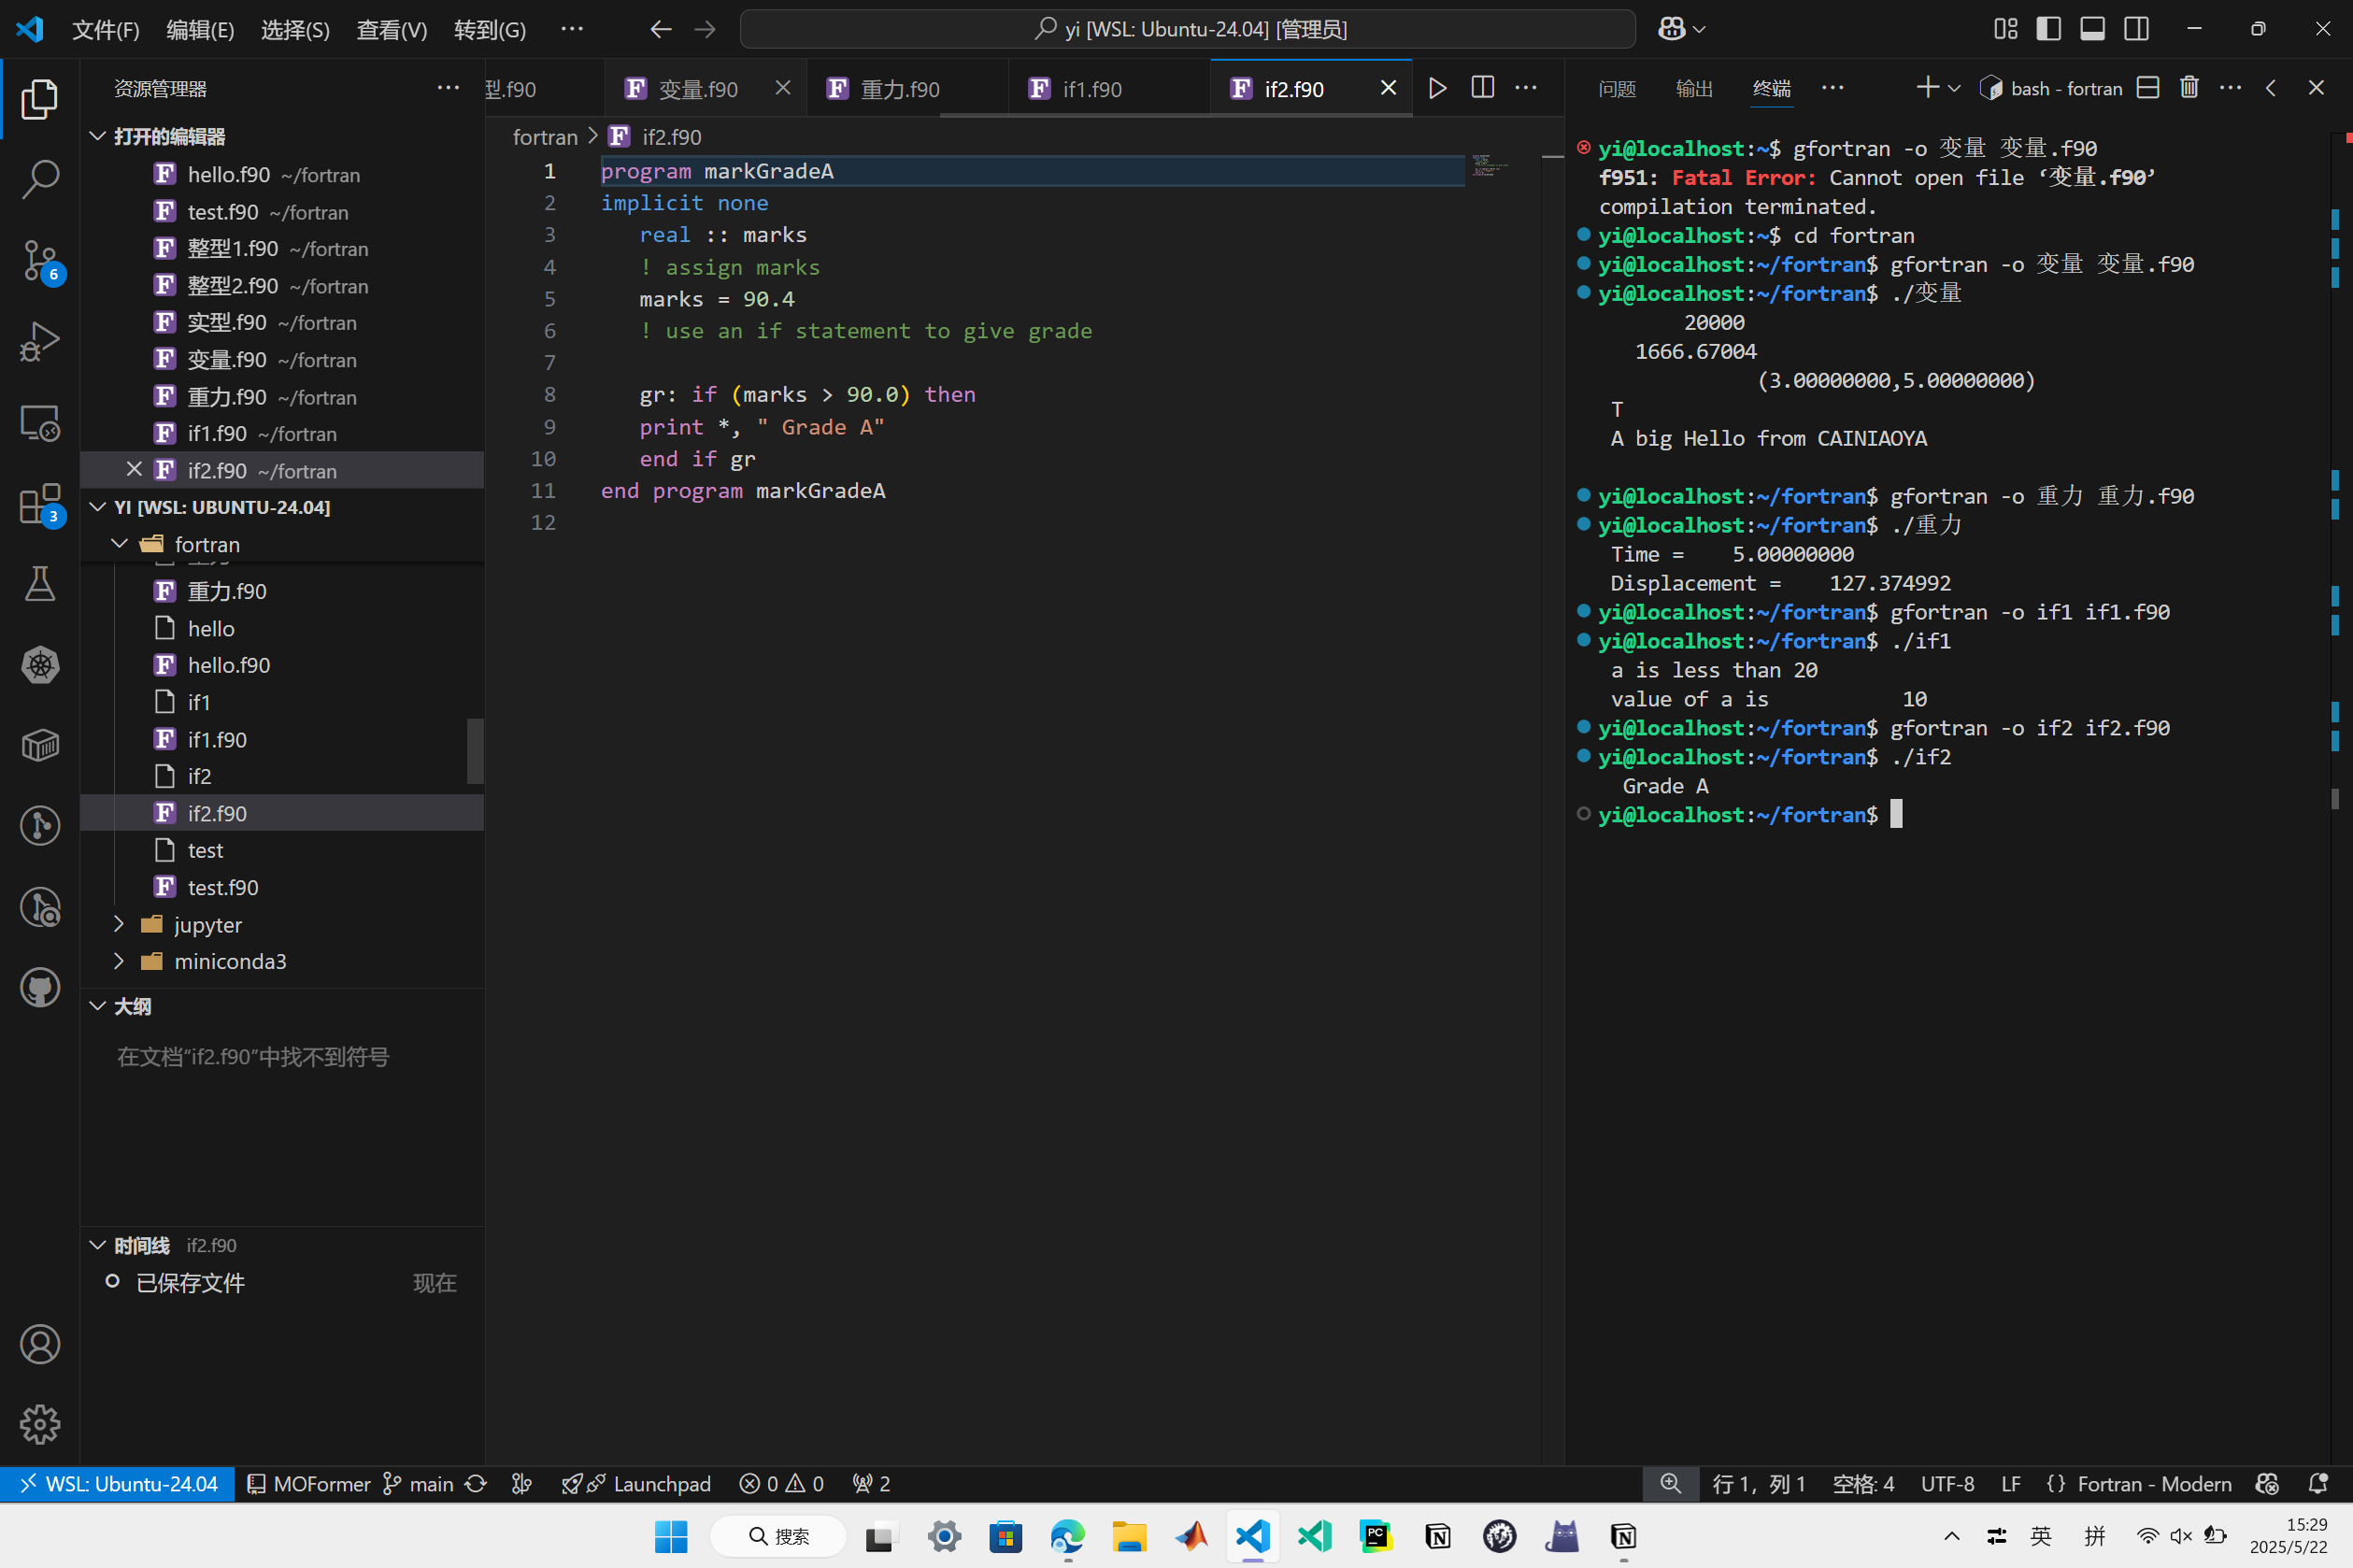 文件(F) 编辑(E) 选择(S) 查看(V) 转到(G) ··· yi [WSL: Ubuntu-24.04] [管理员]
资源管理器
打开的编辑器
hello.f90 ~/fortran
test.f90 ~/fortran
整型1.f90 ~/fortran
整型2.f90 ~/fortran
实型.f90 ~/fortran
变量.f90 ~/fortran
重力.f90 ~/fortran
if1.f90 ~/fortran
if2.f90 ~/fortran
YI [WSL: UBUNTU-24.04]
fortran
重力.f90
hello
hello.f90
if1
if1.f90
if2
if2.f90
test
test.f90
jupyter
miniconda3
大纲
在文档“if2.f90”中找不到符号
时间线 if2.f90
已保存文件 现在
6
3
型.f90 变量.f90 重力.f90 if1.f90 if2.f90
fortran > if2.f90
1 program markGradeA
2 implicit none
3 real :: marks
4 ! assign marks
5 marks = 90.4
6 ! use an if statement to give grade
7
8 gr: if (marks > 90.0) then
9 print *, " Grade A"
10 end if gr
11 end program markGradeA
12
问题 输出 终端 ··· bash - fortran
yi@localhost:~$ gfortran -o 变量 变量.f90
f951: Fatal Error: Cannot open file ‘变量.f90’
compilation terminated.
yi@localhost:~$ cd fortran
yi@localhost:~/fortran$ gfortran -o 变量 变量.f90
yi@localhost:~/fortran$ ./变量
20000
1666.67004
(3.00000000,5.00000000)
T
A big Hello from CAINIAOYA
yi@localhost:~/fortran$ gfortran -o 重力 重力.f90
yi@localhost:~/fortran$ ./重力
Time = 5.00000000
Displacement = 127.374992
yi@localhost:~/fortran$ gfortran -o if1 if1.f90
yi@localhost:~/fortran$ ./if1
a is less than 20
value of a is 10
yi@localhost:~/fortran$ gfortran -o if2 if2.f90
yi@localhost:~/fortran$ ./if2
Grade A
yi@localhost:~/fortran$
WSL: Ubuntu-24.04 MOFormer main Launchpad 0 0 2 行 1，列 1 空格: 4 UTF-8 LF {} Fortran - Modern
搜索 英 拼 15:29
2025/5/22